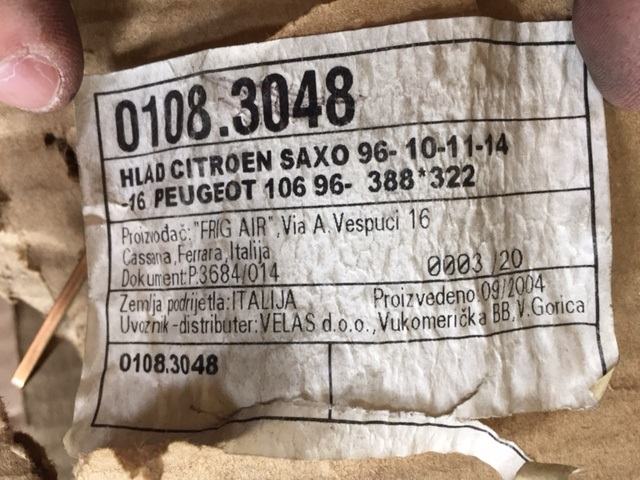 0108.3048
HLAD CITROEN SAXO 96- 10-11-14
-16 PEUGEOT 106 96- 388*322
Proizvođač: "FRIG AIR", Via A. Vespuci 16
Cassana, Ferrara, Italija
Dokument: P.3684/014 0003 /20
Zemlja podrijetla: ITALIJA Proizvedeno 09/2004
Uvoznik-distributer: VELAS d.o.o., Vukomerička BB, V. Gorica
0108.3048